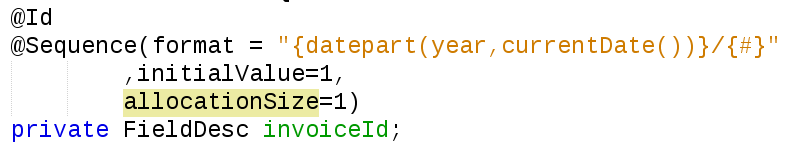 @Id
@Sequence(format = "{datepart(year,currentDate())}/{#}"
,initialValue=1,
allocationSize=1)
private FieldDesc invoiceId;